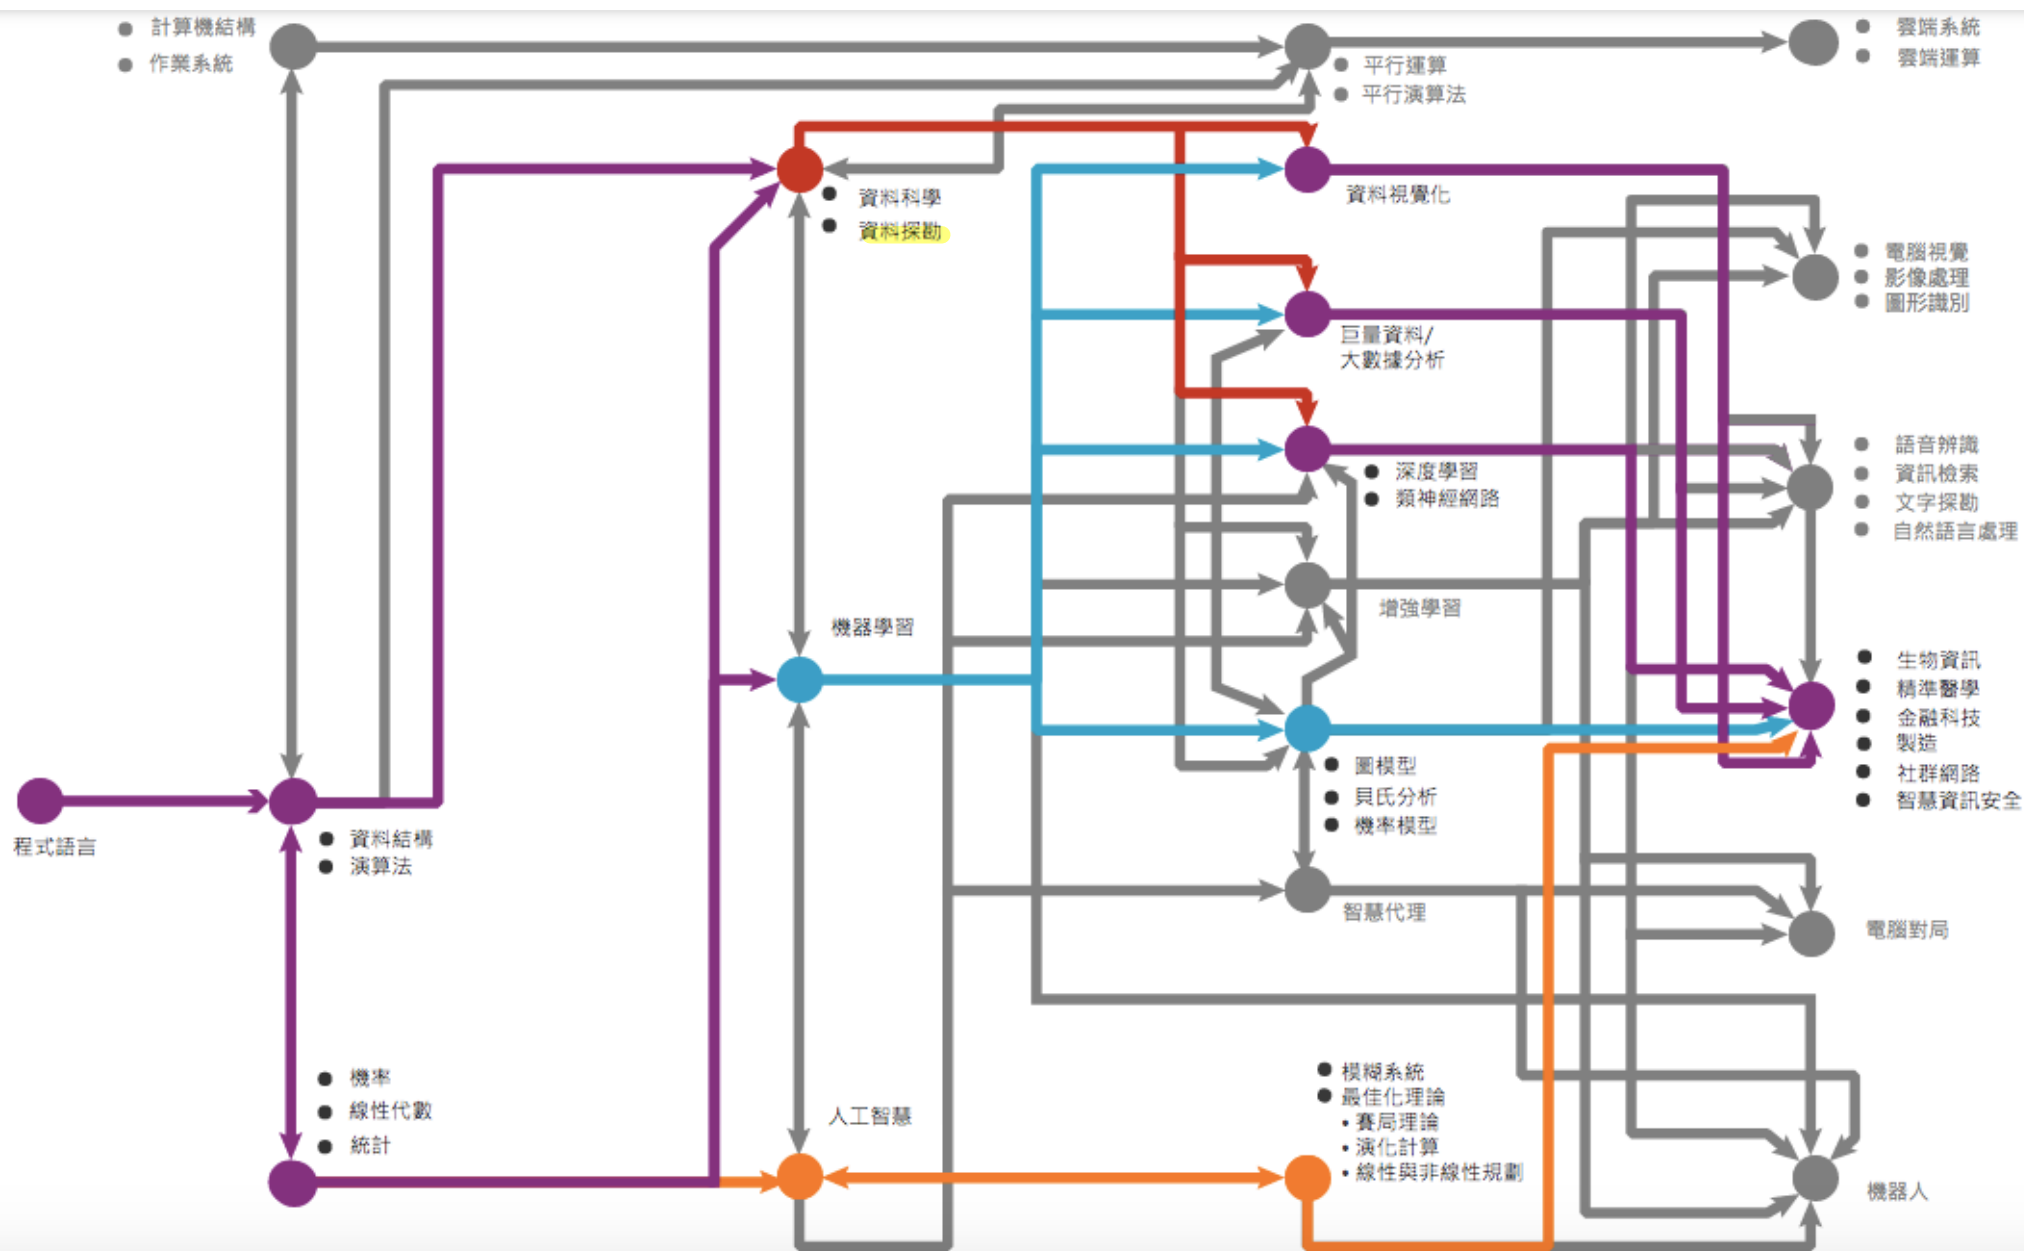 計算機結構
作業系統
平行運算
平行演算法
雲端系統
雲端運算
資料科學
資料探勘
資料視覺化
電腦視覺
影像處理
圖形識別
巨量資料/
大數據分析
深度學習
類神經網路
語音辨識
資訊檢索
文字探勘
自然語言處理
機器學習
增強學習
生物資訊
精準醫學
金融科技
製造
社群網路
智慧資訊安全
圖模型
貝氏分析
機率模型
程式語言
資料結構
演算法
智慧代理
電腦對局
機率
線性代數
統計
人工智慧
模糊系統
最佳化理論
• 賽局理論
• 演化計算
• 線性與非線性規劃
機器人